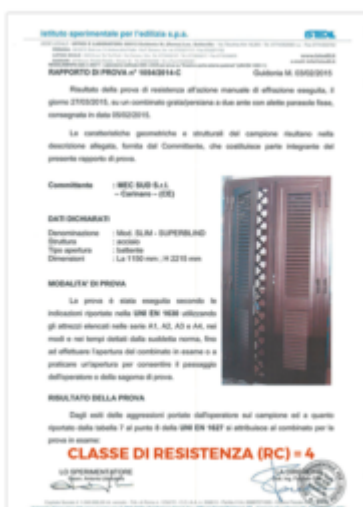 istituto sperimentale per l'edilizia s.p.a.
ISTEDIL
RAPPORTO DI PROVA n° 1694/2014-C
Guidonia M. 03/02/2015
Risultato della prova di resistenza all'azione manuale di effrazione eseguita, il
giorno 27/03/2015, su un combinato grata/persiana a due ante con alette parasole fisse,
consegnata in data 05/02/2015.
Le caratteristiche geometriche e strutturali del campione risultano nella
descrizione allegata, fornita dal Committente, che costituisce parte integrante del
presente rapporto di prova.
Committente : MEC SUD S.r.l.
– Carinaro – (CE)
DATI DICHIARATI
Denominazione : Mod. SLIM - SUPERBLIND
Struttura : acciaio
Tipo apertura : battente
Dimensioni : La 1150 mm ; H 2215 mm
MODALITA' DI PROVA
La prova è stata eseguita secondo le
indicazioni riportate nella UNI EN 1630 utilizzando
gli attrezzi elencati nelle serie A1, A2, A3 e A4, nei
modi e nei tempi dettati dalla suddetta norma, fino
ad effettuare l'apertura del combinato in esame o a
praticare un'apertura per consentire il passaggio
dell'operatore o della sagoma di prova.
RISULTATO DELLA PROVA
Dagli esiti delle aggressioni portate dall'operatore sul campione ed a quanto
riportato dalla tabella 7 al punto 8 della UNI EN 1627 si attribuisce al combinato per la
prova in esame:
CLASSE DI RESISTENZA (RC) = 4
LO SPERIMENTATORE